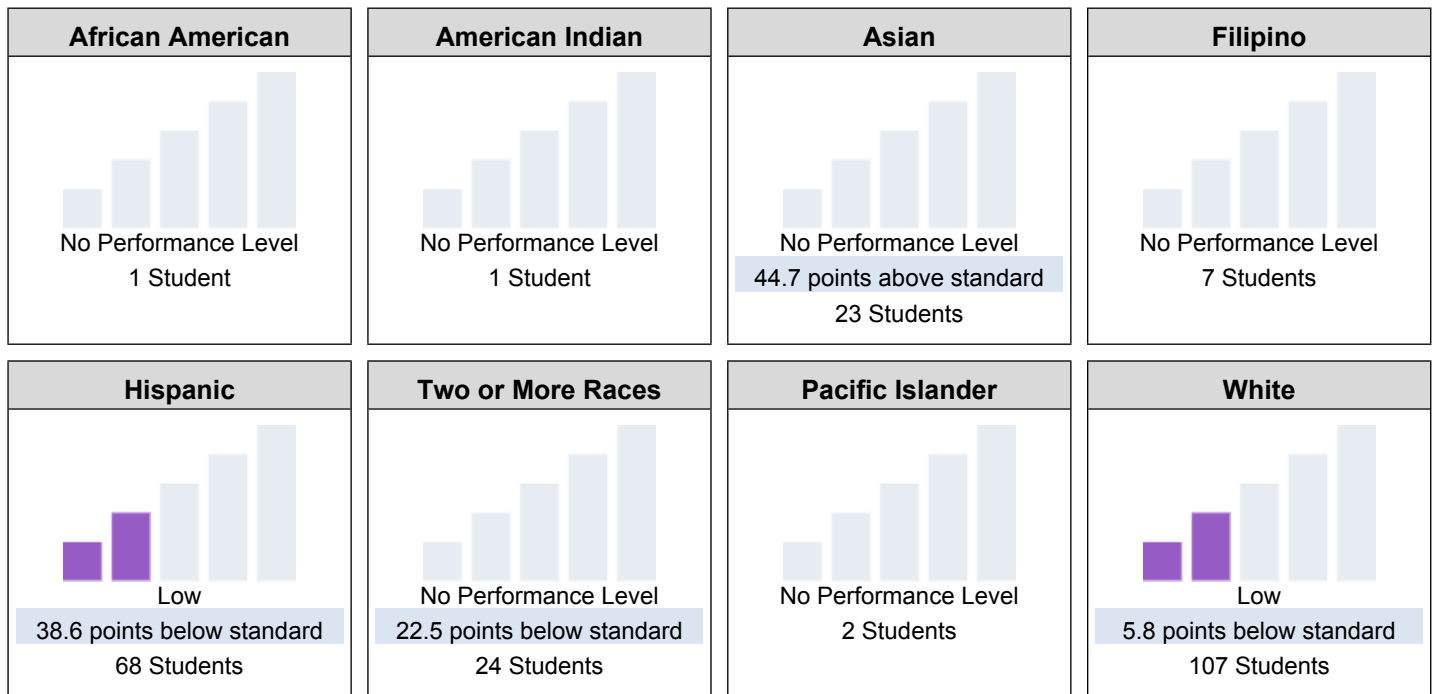 African American
No Performance Level
1 Student
American Indian
No Performance Level
1 Student
Asian
No Performance Level
44.7 points above standard
23 Students
Filipino
No Performance Level
7 Students
Hispanic
Low
38.6 points below standard
68 Students
Two or More Races
No Performance Level
22.5 points below standard
24 Students
Pacific Islander
No Performance Level
2 Students
White
Low
5.8 points below standard
107 Students